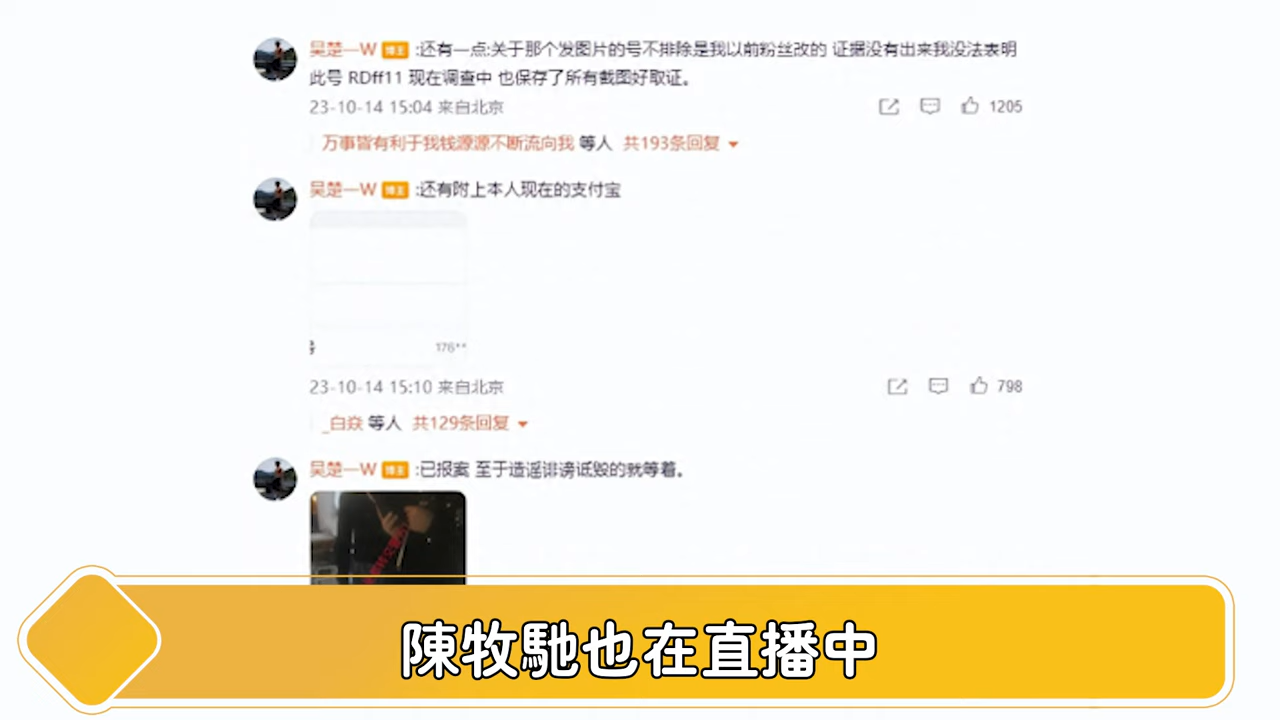 吴楚一W 博主 :还有一点:关于那个发图片的号不排除是我以前粉丝改的 证据没有出来我没法表明
此号 RDff11 现在调查中 也保存了所有截图好取证。
23-10-14 15:04 来自北京
1205
万事皆有利于我钱源源不断流向我 等人 共193条回复
吴楚一W 博主 :还有附上本人现在的支付宝
176**
23-10-14 15:10 来自北京
798
_白焱 等人 共129条回复
吴楚一W 博主 :已报案 至于造谣诽谤诋毁的就等着。
陳牧馳也在直播中